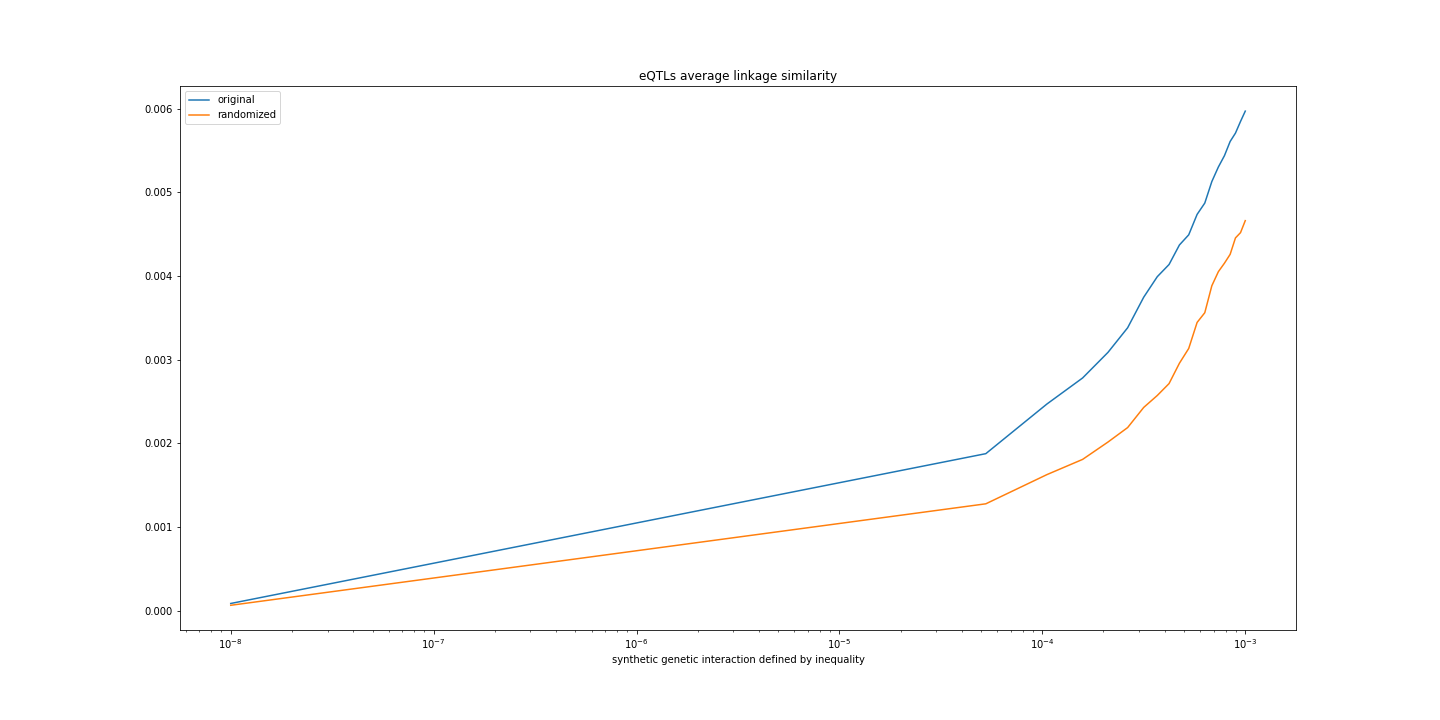 eQTLs average linkage similarity
original
randomized
0.006
0.005
0.004
0.003
0.002
0.001
0.000
10⁻⁸ 10⁻⁷ 10⁻⁶ 10⁻⁵ 10⁻⁴ 10⁻³
synthetic genetic interaction defined by inequality